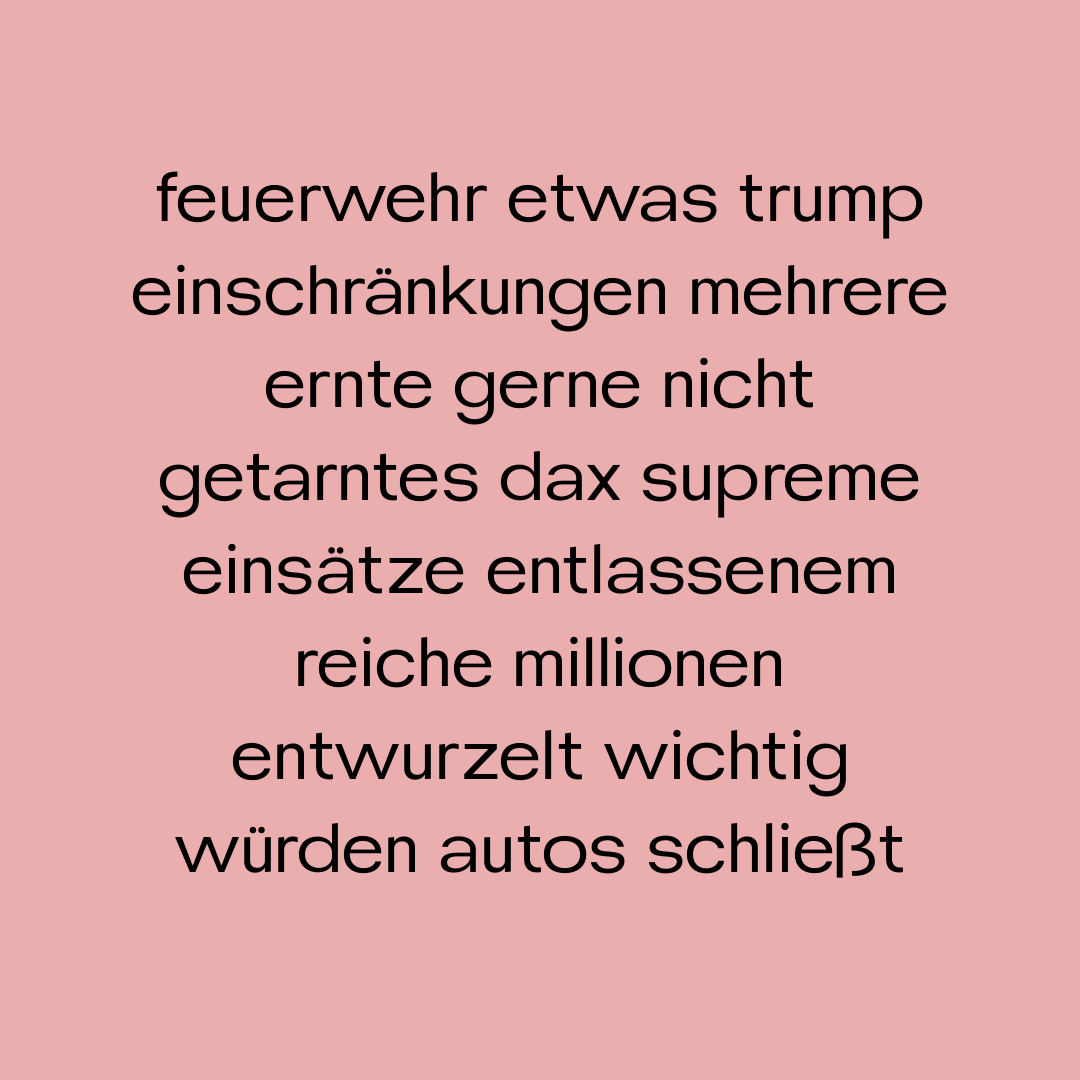 feuerwehr etwas trump
einschränkungen mehrere
ernte gerne nicht
getarntes dax supreme
einsätze entlassenem
reiche millionen
entwurzelt wichtig
würden autos schließt